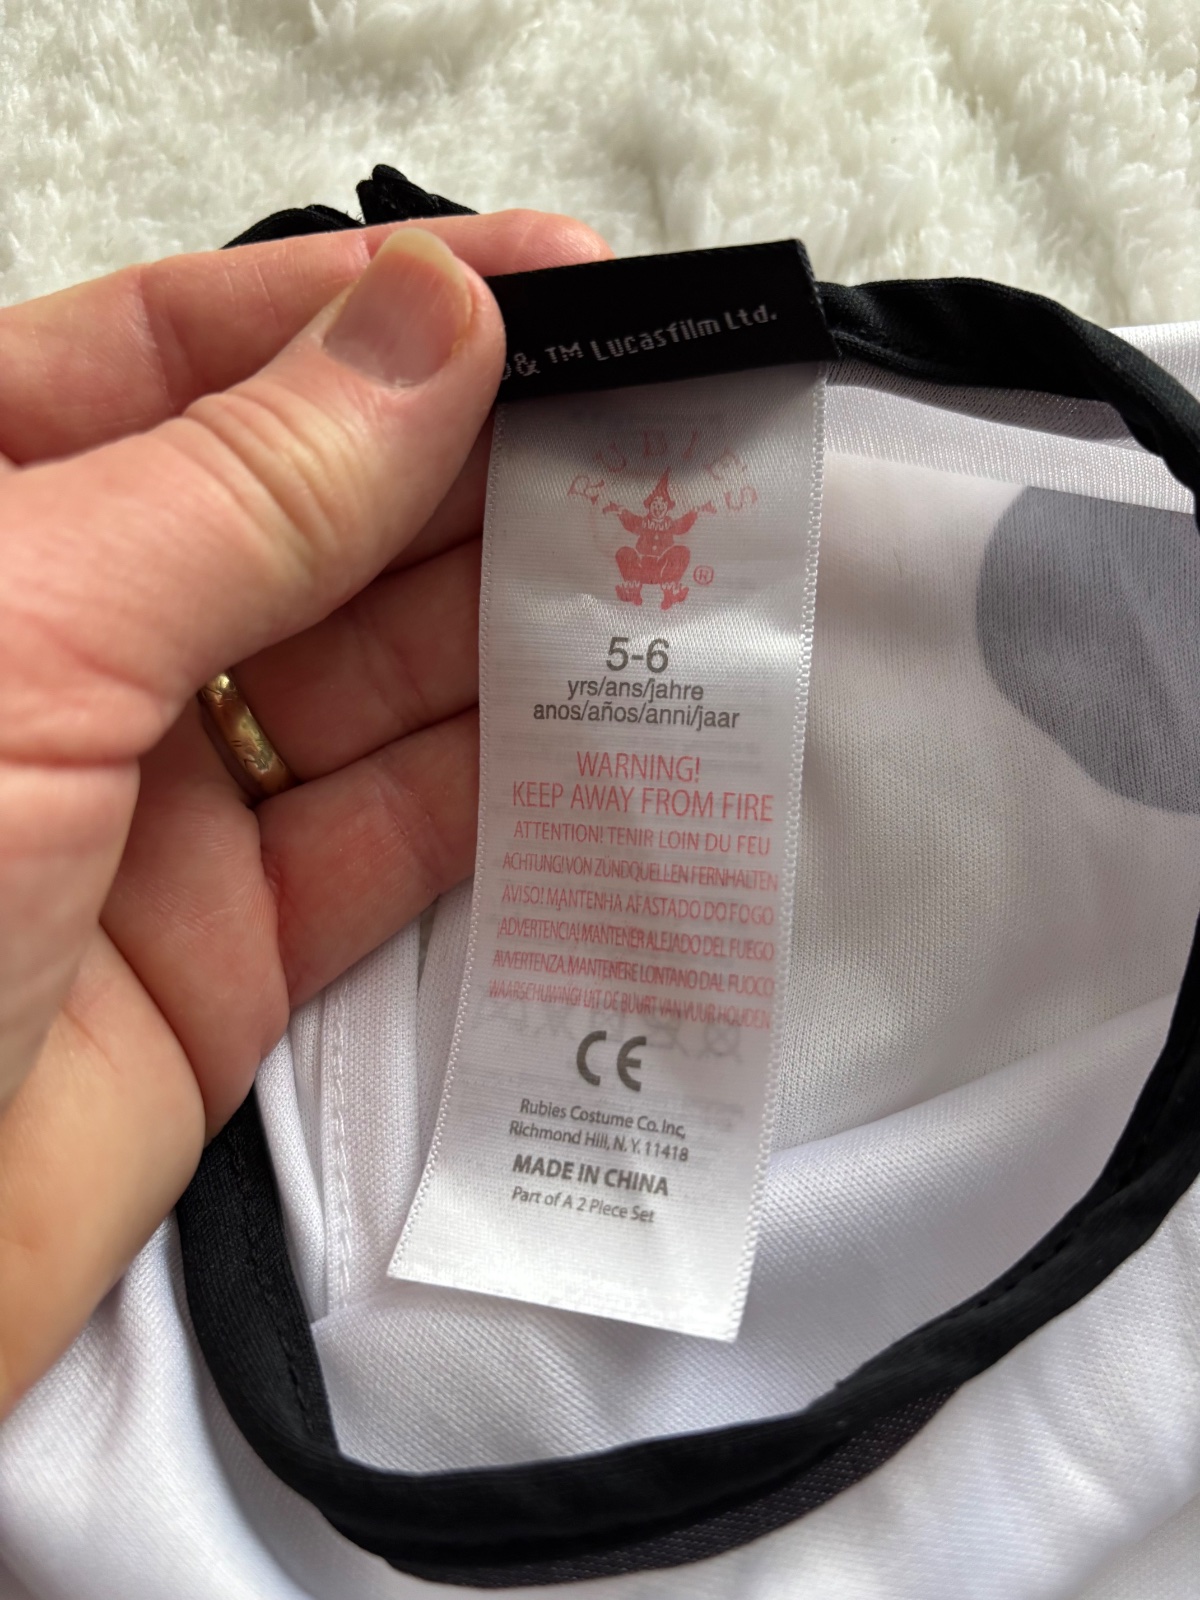 & ™ Lucasfilm Ltd.
RUBIES
®
5-6
yrs/ans/jahre
anos/años/anni/jaar
WARNING!
KEEP AWAY FROM FIRE
ATTENTION! TENIR LOIN DU FEU
ACHTUNG! VON ZÜNDQUELLEN FERNHALTEN
AVISO! MANTENHA AFASTADO DO FOGO
ADVERTENCIA! MANTENER ALEJADO DEL FUEGO
AVVERTENZA. MANTENERE LONTANO DAL FUOCO
WAARSCHUWING! UIT DE BUURT VAN VUUR HOUDEN
CE
Rubies Costume Co. Inc,
Richmond Hill, N.Y. 11418
MADE IN CHINA
Part of A 2 Piece Set